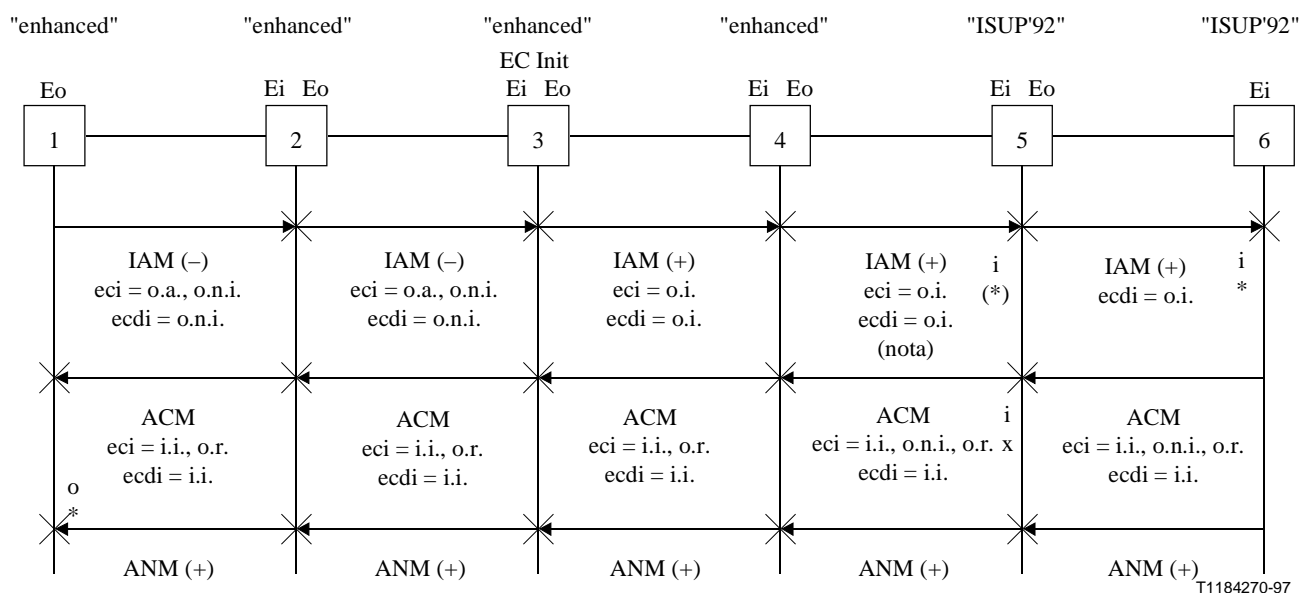 "enhanced" "enhanced" "enhanced" "enhanced" "ISUP'92" "ISUP'92"
EC Init
Eo Ei Eo Ei Eo Ei Eo Ei Eo Ei
1 2 3 4 5 6
IAM (–) IAM (–) IAM (+) IAM (+) i IAM (+) i
eci = o.a., o.n.i. eci = o.a., o.n.i. eci = o.i. eci = o.i. (*) ecdi = o.i. *
ecdi = o.n.i. ecdi = o.n.i. ecdi = o.i. ecdi = o.i.
(nota)
ACM ACM ACM ACM i ACM
eci = i.i., o.r. eci = i.i., o.r. eci = i.i., o.r. eci = i.i., o.n.i., o.r. x eci = i.i., o.n.i., o.r.
ecdi = i.i. ecdi = i.i. ecdi = i.i. ecdi = i.i. ecdi = i.i.
o
*
ANM (+) ANM (+) ANM (+) ANM (+) ANM (+)
T1184270-97